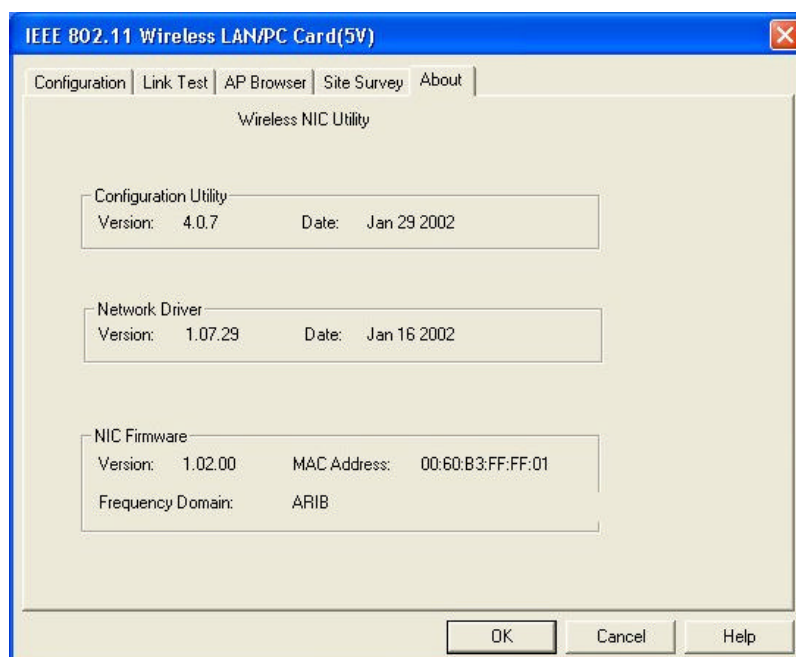 IEEE 802.11 Wireless LAN/PC Card(5V)
Configuration Link Test AP Browser Site Survey About
Wireless NIC Utility
Configuration Utility
Version: 4.0.7 Date: Jan 29 2002
Network Driver
Version: 1.07.29 Date: Jan 16 2002
NIC Firmware
Version: 1.02.00 MAC Address: 00:60:B3:FF:FF:01
Frequency Domain: ARIB
OK Cancel Help